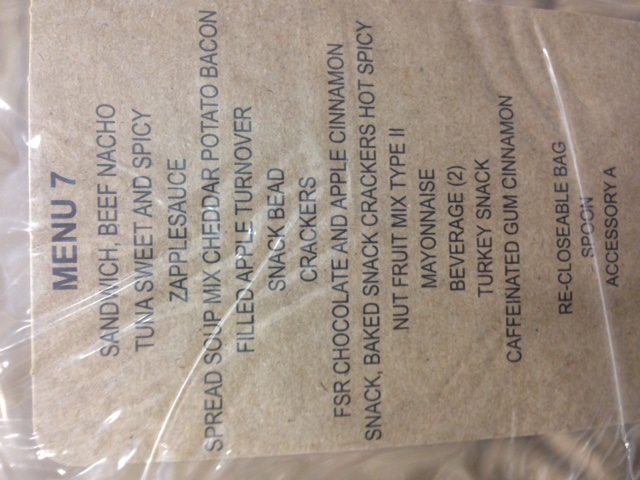 MENU 7
SANDWICH, BEEF NACHO
TUNA SWEET AND SPICY
ZAPPLESAUCE
SPREAD SOUP MIX CHEDDAR POTATO BACON
FILLED APPLE TURNOVER
SNACK BEAD
CRACKERS
FSR CHOCOLATE AND APPLE CINNAMON
SNACK, BAKED SNACK CRACKERS HOT SPICY
NUT FRUIT MIX TYPE II
MAYONNAISE
BEVERAGE (2)
TURKEY SNACK
CAFFEINATED GUM CINNAMON
RE-CLOSEABLE BAG
SPOON
ACCESSORY A